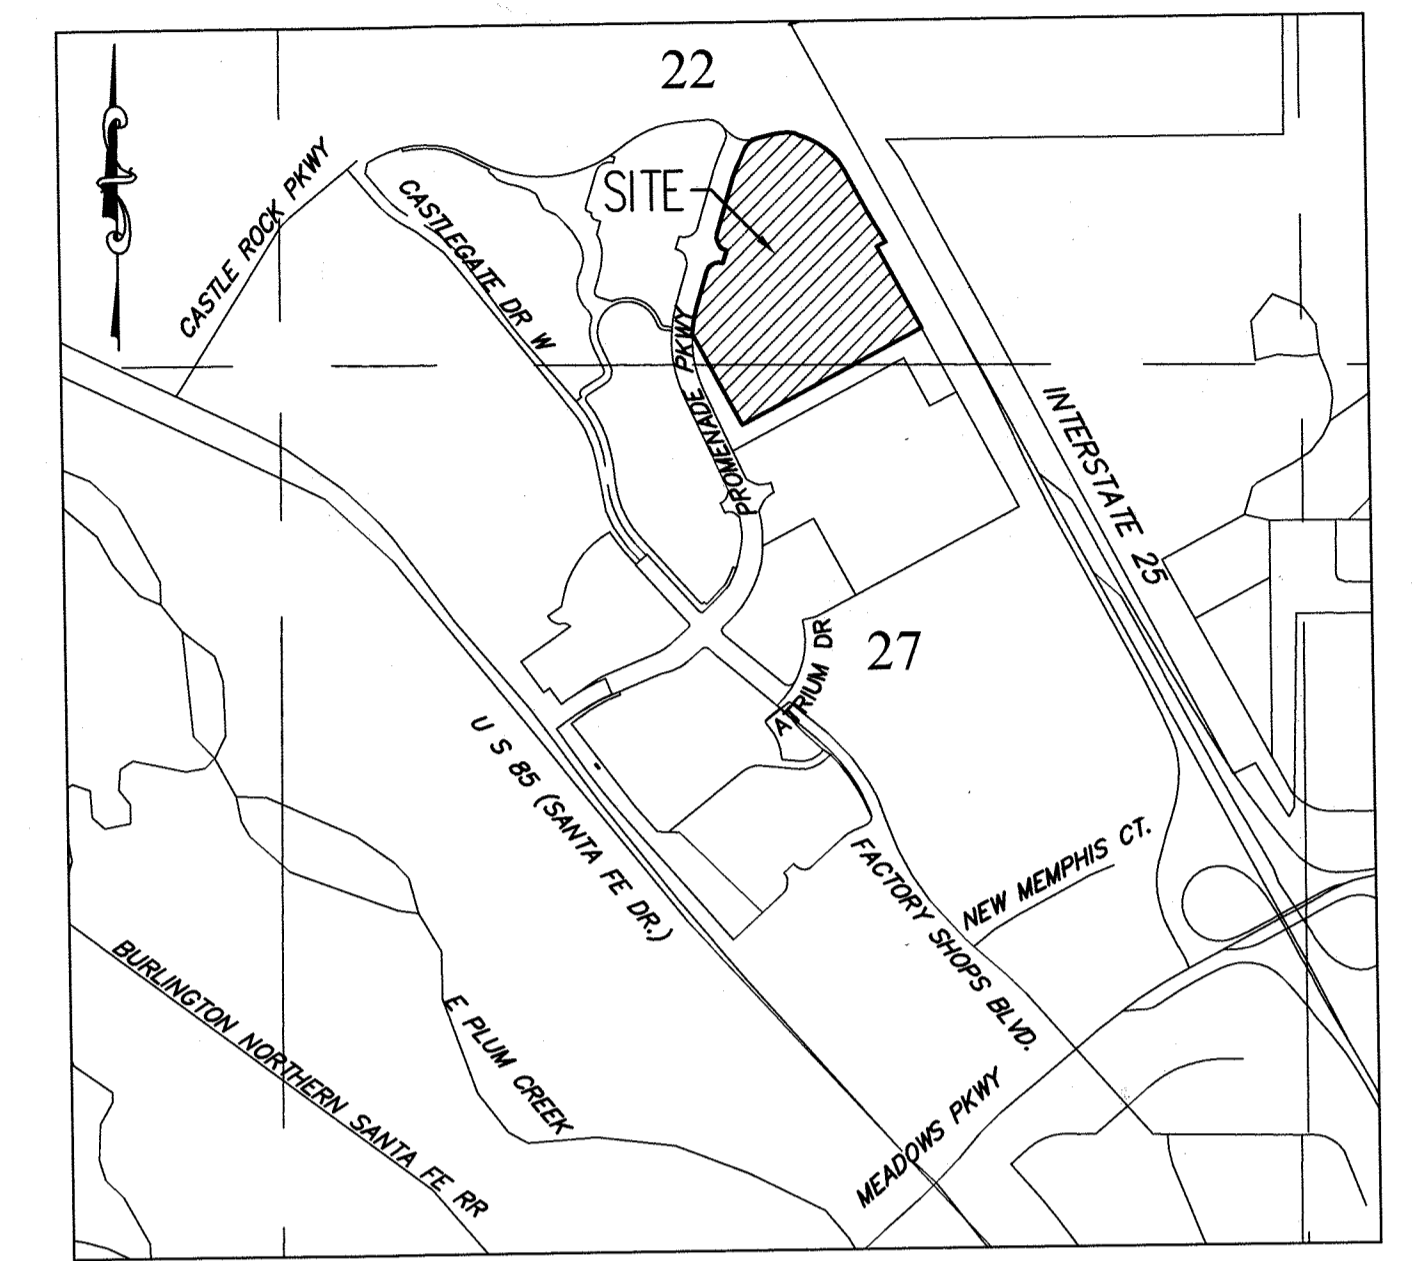 22
SITE
CASTLE ROCK PKWY
CASTLEGATE DR W
PROMENADE PKWY
INTERSTATE 25
27
ATRIUM DR
U S 85 (SANTA FE DR.)
FACTORY SHOPS BLVD.
NEW MEMPHIS CT.
BURLINGTON NORTHERN SANTA FE RR
E PLUM CREEK
MEADOWS PKWY